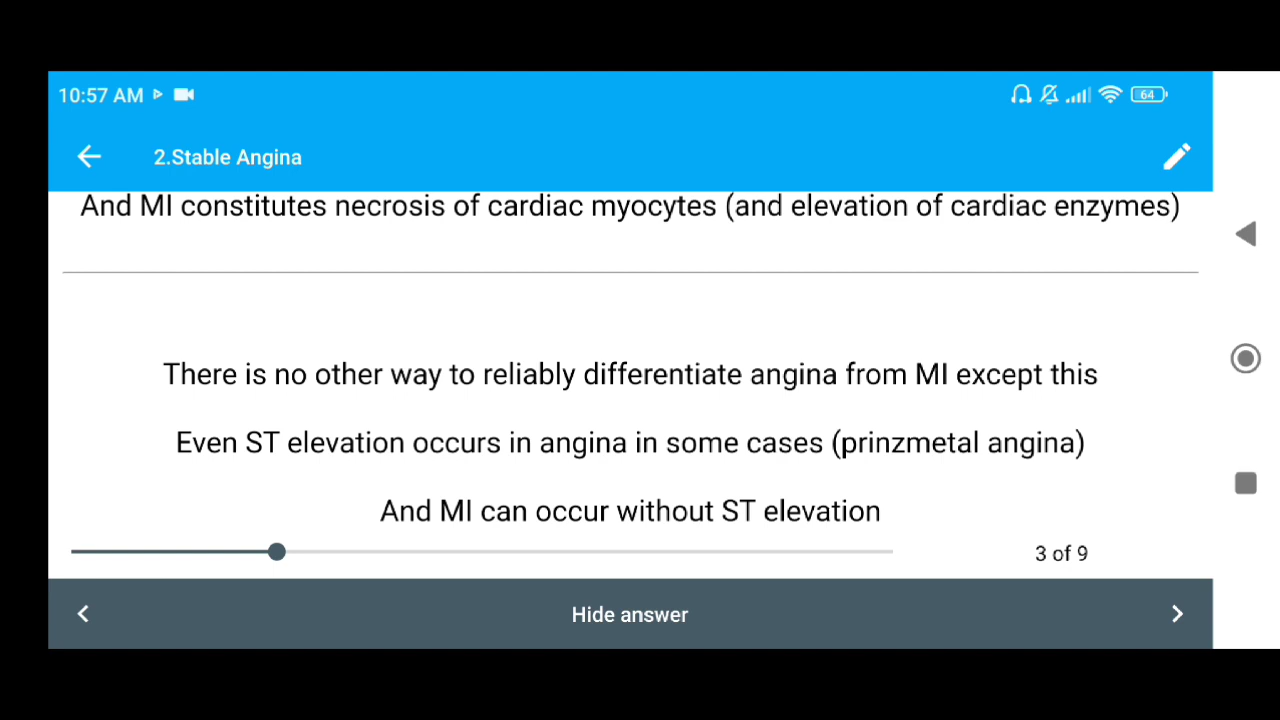 10:57 AM
64
2.Stable Angina
And MI constitutes necrosis of cardiac myocytes (and elevation of cardiac enzymes)
There is no other way to reliably differentiate angina from MI except this
Even ST elevation occurs in angina in some cases (prinzmetal angina)
And MI can occur without ST elevation
3 of 9
Hide answer